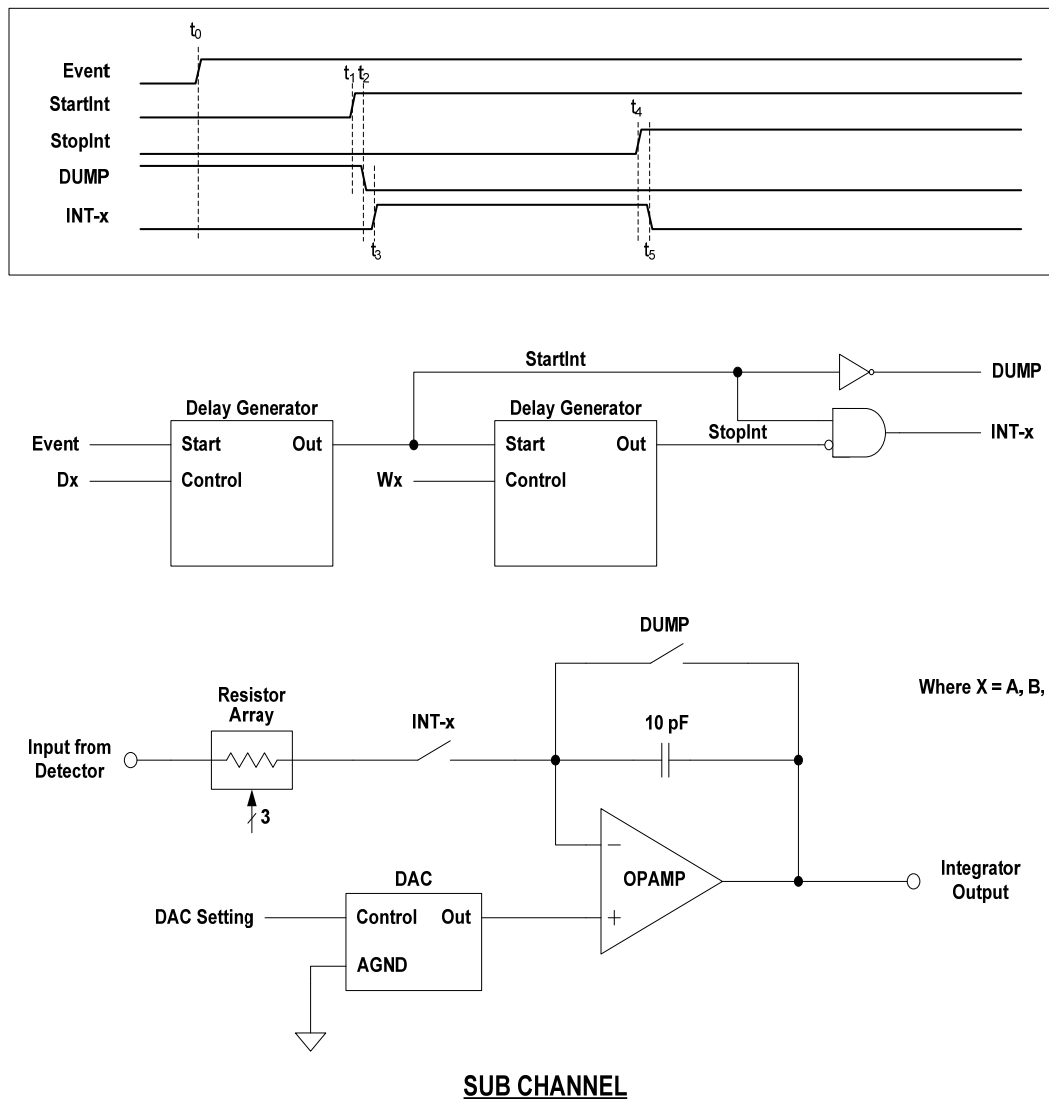 t0
Event
t1 t2
StartInt
t4
StopInt
DUMP
INT-x
t3
t5
StartInt
DUMP
Delay Generator
Delay Generator
Event
Start
Out
Start
Out
StopInt
INT-x
Dx
Control
Wx
Control
DUMP
Where X = A, B,
Resistor
Array
INT-x
10 pF
Input from
Detector
3
−
OPAMP
Integrator
Output
DAC
DAC Setting
Control
Out
+
AGND
SUB CHANNEL